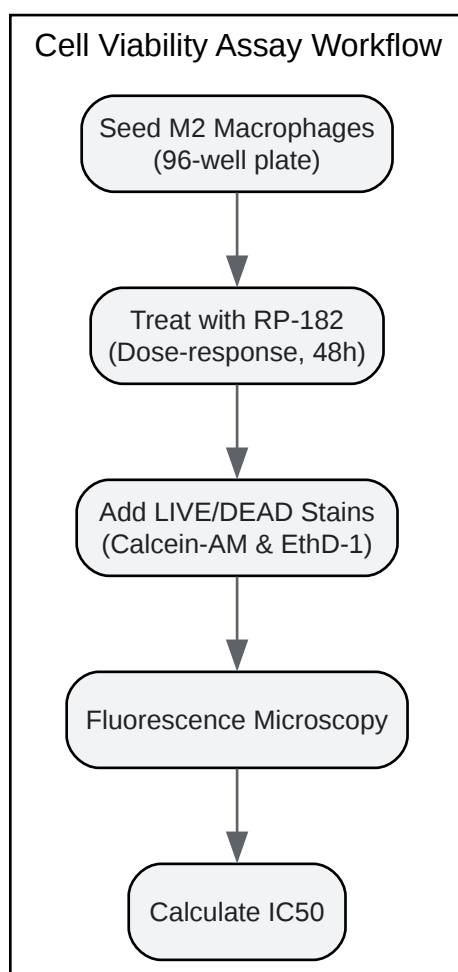 Cell Viability Assay Workflow
Seed M2 Macrophages
(96-well plate)
Treat with RP-182
(Dose-response, 48h)
Add LIVE/DEAD Stains
(Calcein-AM & EthD-1)
Fluorescence Microscopy
Calculate IC50